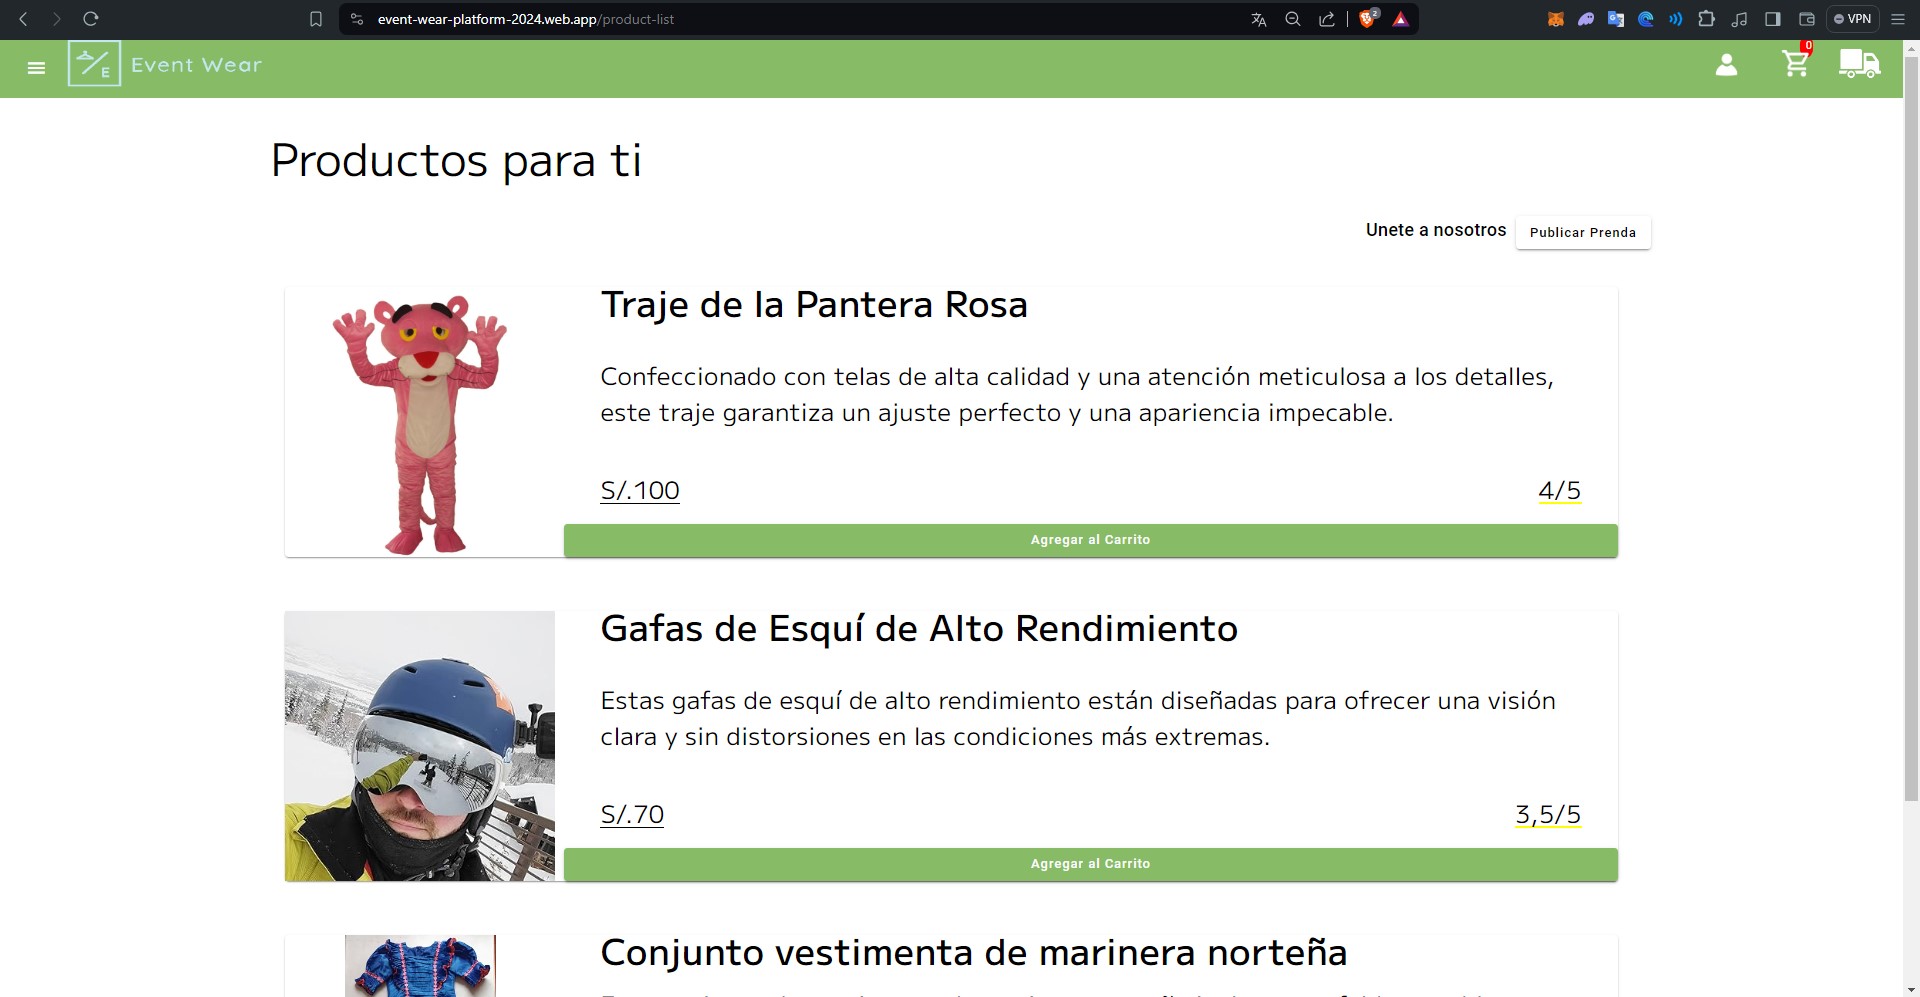 event-wear-platform-2024.web.app/product-list
2
VPN
E
Event Wear
0
Productos para ti
Unete a nosotros
Publicar Prenda
Traje de la Pantera Rosa
Confeccionado con telas de alta calidad y una atención meticulosa a los detalles,
este traje garantiza un ajuste perfecto y una apariencia impecable.
S/.100
4/5
Agregar al Carrito
Gafas de Esquí de Alto Rendimiento
Estas gafas de esquí de alto rendimiento están diseñadas para ofrecer una visión
clara y sin distorsiones en las condiciones más extremas.
S/.70
3,5/5
Agregar al Carrito
Conjunto vestimenta de marinera norteña